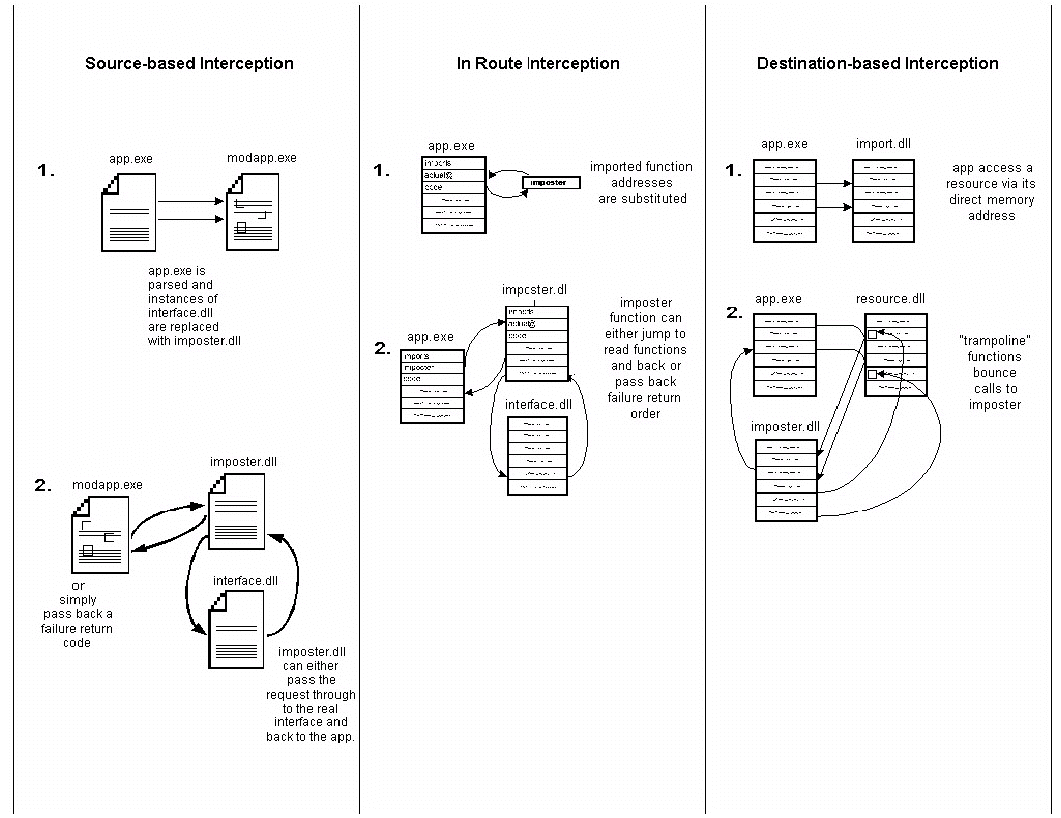 Source-based Interception
1.
app.exe
modapp.exe
app.exe is
parsed and
instances of
interface.dll
are replaced
with imposter.dll
2.
modapp.exe
imposter.dll
or
simply
pass back a
failure return
code
interface.dll
imposter.dll
can either
pass the
request through
to the real
interface and
back to the app.
In Route Interception
1.
app.exe
imports
actual@
code
imposter
imported function
addresses
are substituted
2.
app.exe
imports
imposter
code
imposter.dl
imports
actual@
code
interface.dll
imposter
function can
either jump to
read functions
and back or
pass back
failure return
order
Destination-based Interception
1.
app.exe
import.dll
app access a
resource via its
direct memory
address
2.
app.exe
resource.dll
imposter.dll
"trampoline"
functions
bounce
calls to
imposter